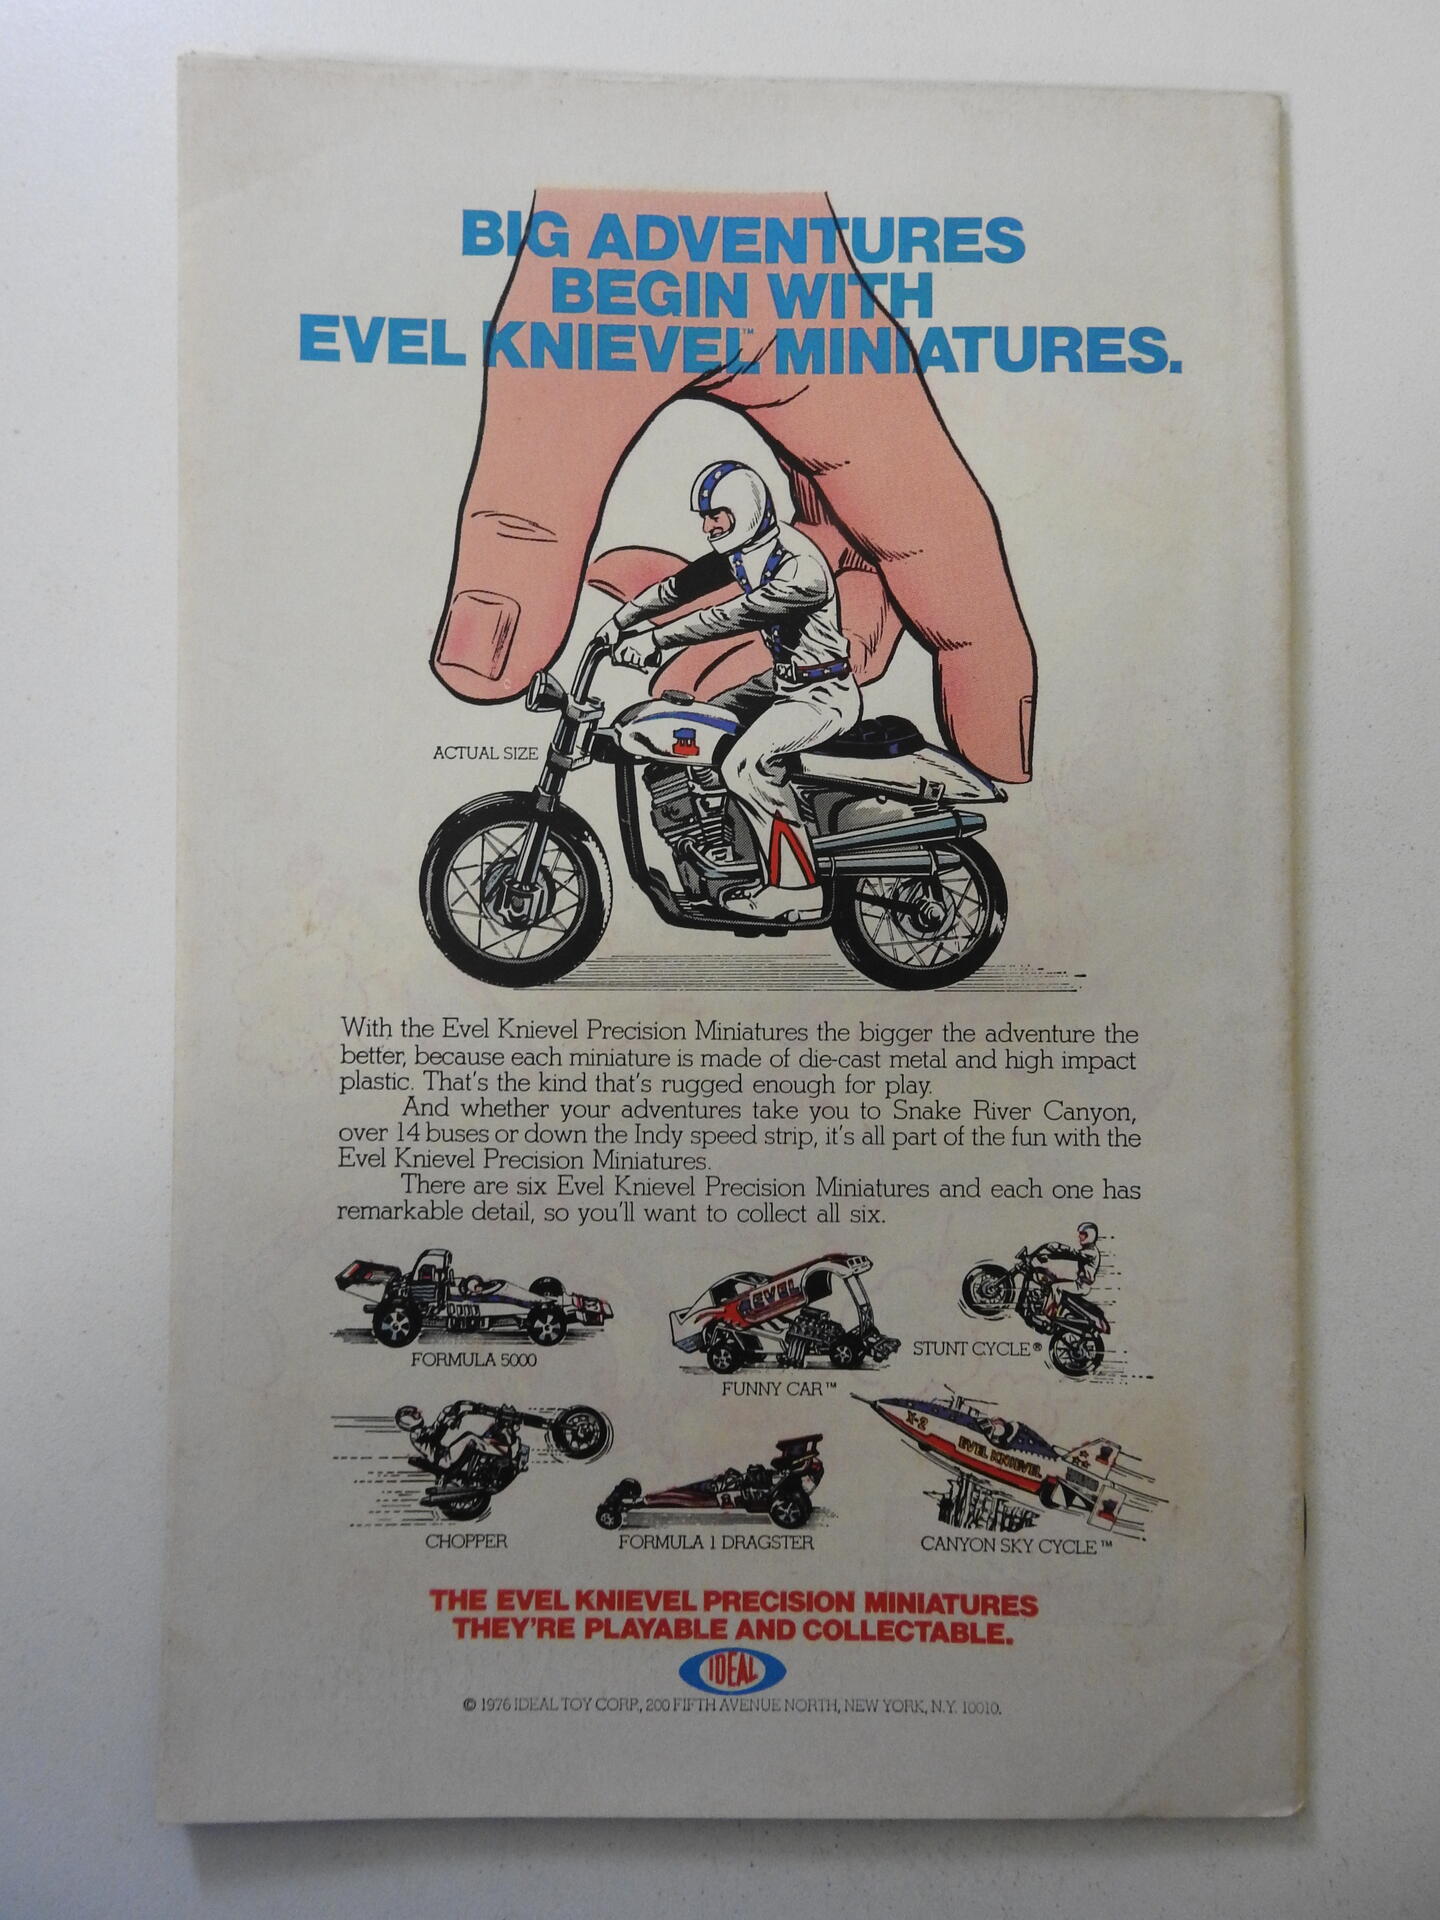 BIG ADVENTURES
BEGIN WITH
EVEL KNIEVEL™ MINIATURES.
ACTUAL SIZE
With the Evel Knievel Precision Miniatures the bigger the adventure the
better, because each miniature is made of die-cast metal and high impact
plastic. That's the kind that's rugged enough for play.
And whether your adventures take you to Snake River Canyon,
over 14 buses or down the Indy speed strip, it's all part of the fun with the
Evel Knievel Precision Miniatures.
There are six Evel Knievel Precision Miniatures and each one has
remarkable detail, so you'll want to collect all six.
EVEL
FORMULA 5000
FUNNY CAR™
STUNT CYCLE®
X-2
EVEL KNIEVEL
CHOPPER
FORMULA 1 DRAGSTER
CANYON SKY CYCLE™
THE EVEL KNIEVEL PRECISION MINIATURES
THEY'RE PLAYABLE AND COLLECTABLE.
IDEAL
© 1976 IDEAL TOY CORP., 200 FIFTH AVENUE NORTH, NEW YORK, N.Y. 10010.